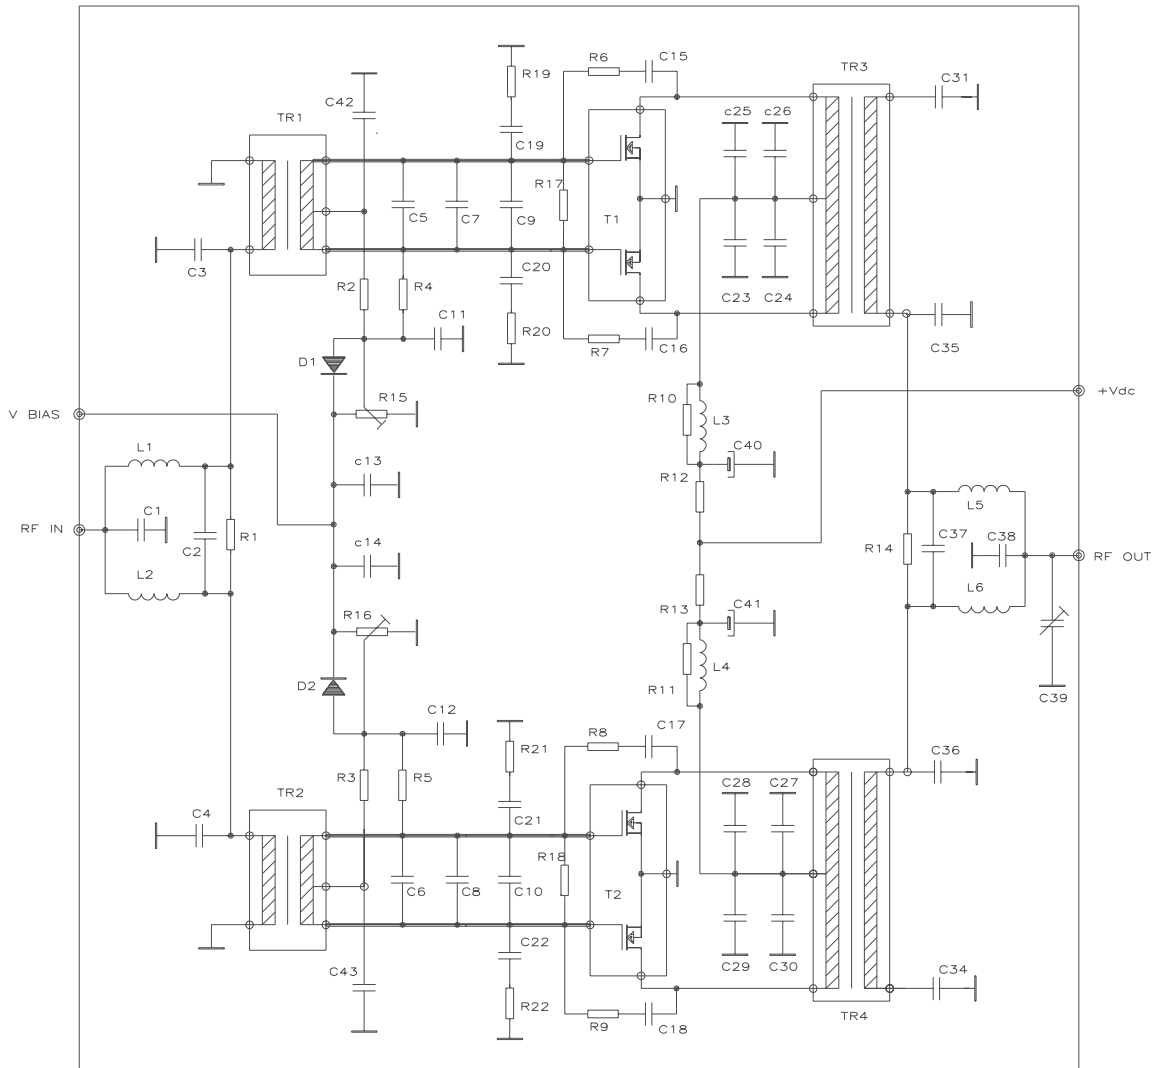 R6 C15
TR3
C31
R19
C42
c25 c26
TR1
C19
R17
C5 C7 C9
T1
C3
C20
R2 R4
C23 C24
C11
R20
R7 C16
C35
D1
R15
R10
+Vdc
V BIAS
L3
C40
L1
c13
R12
L5
C1
RF IN
C2 R1
R14 C37 C38
c14
RF OUT
L2
L6
R16
R13 C41
L4
D2
R11
C39
C12
C17
R21
R8
C36
R3 R5
TR2
C28 C27
C4
C21
R18
C6 C8 C10
T2
C22
C43
C29 C30
C34
R22
R9 C18
TR4